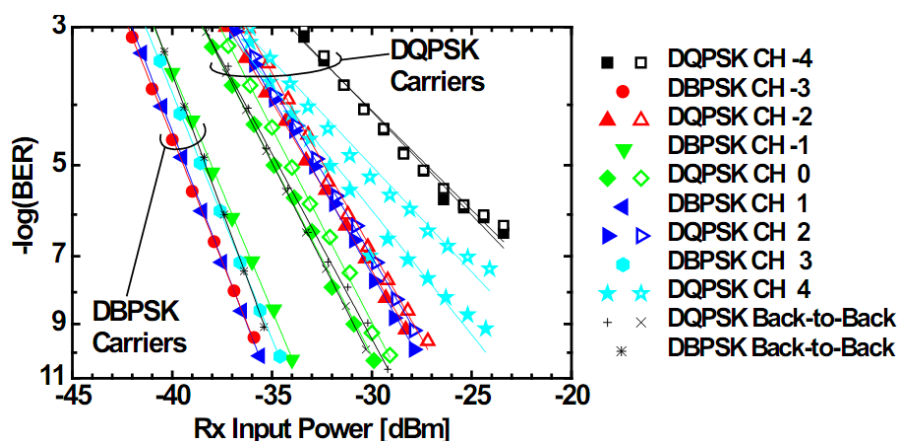 3
5
7
9
11
-log(BER)
-45
-40
-35
-30
-25
-20
Rx Input Power [dBm]
DQPSK
Carriers
DBPSK
Carriers
DQPSK CH -4
DBPSK CH -3
DQPSK CH -2
DBPSK CH -1
DQPSK CH 0
DBPSK CH 1
DQPSK CH 2
DBPSK CH 3
DQPSK CH 4
DQPSK Back-to-Back
DBPSK Back-to-Back